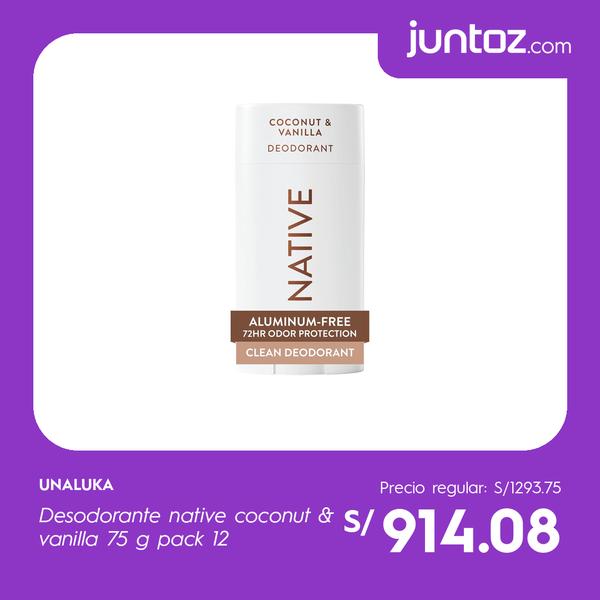 juntoz.com
COCONUT &
VANILLA
DEODORANT
NATIVE
ALUMINUM-FREE
72HR ODOR PROTECTION
CLEAN DEODORANT
UNALUKA
Precio regular: S/1293.75
Desodorante native coconut &
vanilla 75 g pack 12
S/ 914.08